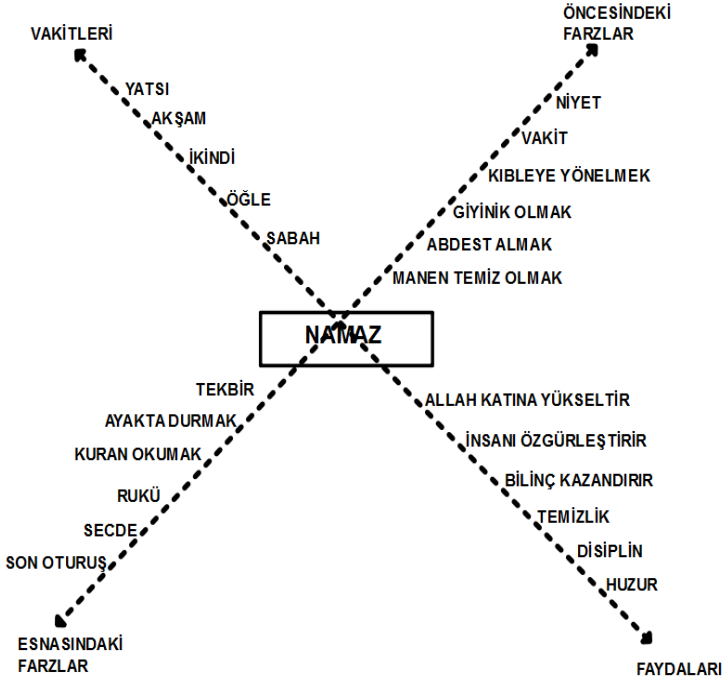 VAKİTLERİ
YATSI
AKŞAM
İKİNDİ
ÖĞLE
SABAH
ÖNCESİNDEKİ
FARZLAR
NİYET
VAKİT
KIBLEYE YÖNELMEK
GİYİNİK OLMAK
ABDEST ALMAK
MANEN TEMİZ OLMAK
NAMAZ
TEKBİR
AYAKTA DURMAK
KURAN OKUMAK
RUKÜ
SECDE
SON OTURUŞ
ESNASINDAKİ
FARZLAR
ALLAH KATINA YÜKSELTİR
İNSANI ÖZGÜRLEŞTİRİR
BİLİNÇ KAZANDIRIR
TEMİZLİK
DİSİPLİN
HUZUR
FAYDALARI